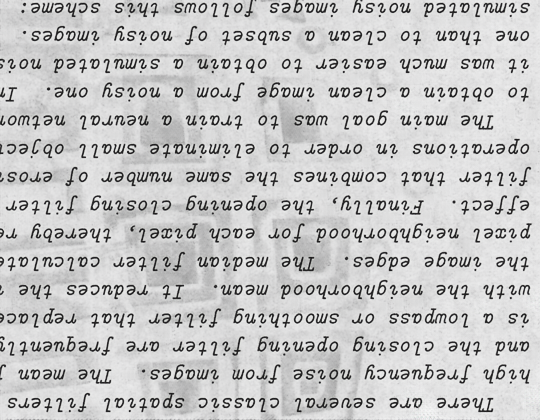 There are several classic spatial filters
high frequency noise from images. The mean
and the closing opening filter are frequently
is a lowpass or smoothing filter that replace
with the neighborhood mean. It reduces the
the image edges. The median filter calculate
pixel neighborhood for each pixel, thereby re
effect. Finally, the opening closing filter
filter that combines the same number of erosi
operations in order to eliminate small object
The main goal was to train a neural networ
to obtain a clean image from a noisy one. In
it was much easier to obtain a simulated nois
one than to clean a subset of noisy images.
simulated noisy images follows this scheme: